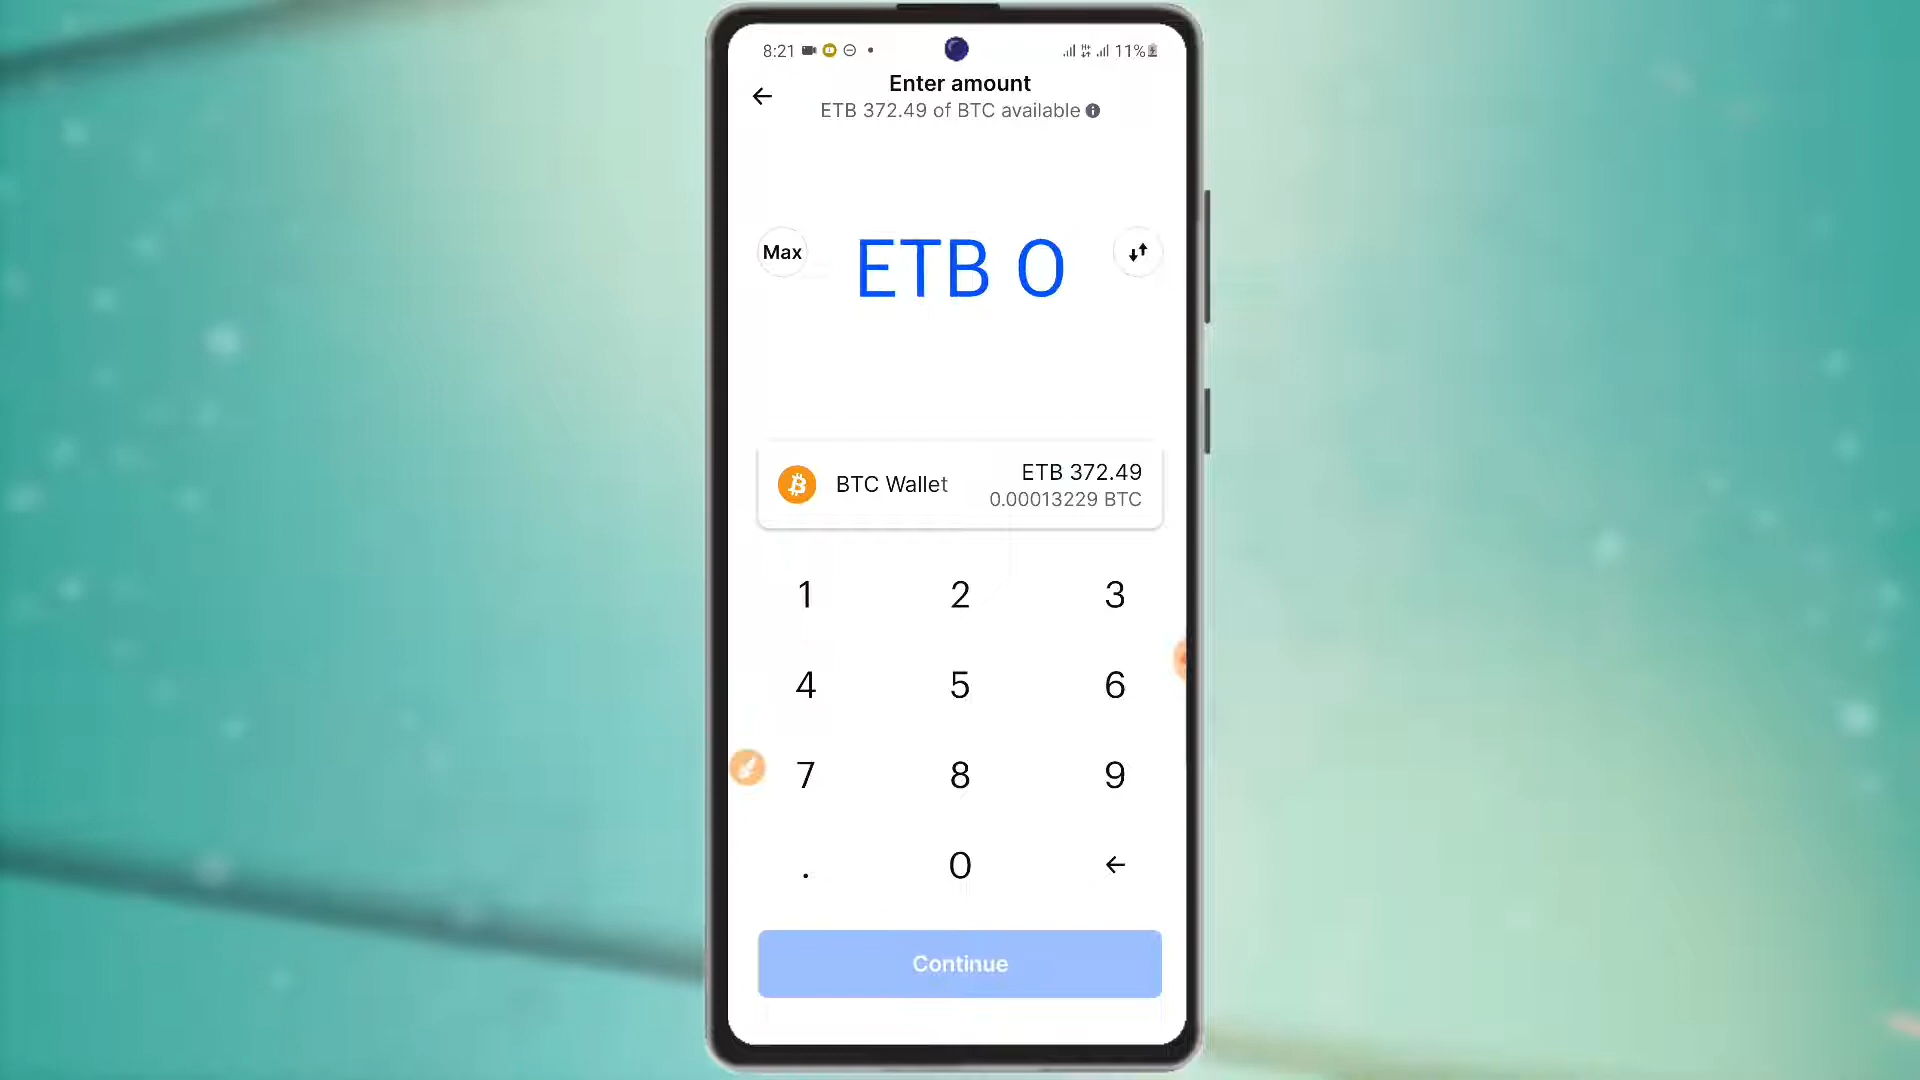 8:21 11%
Enter amount
ETB 372.49 of BTC available
Max ETB 0
BTC Wallet ETB 372.49
0.00013229 BTC
1 2 3
4 5 6
7 8 9
. 0
Continue